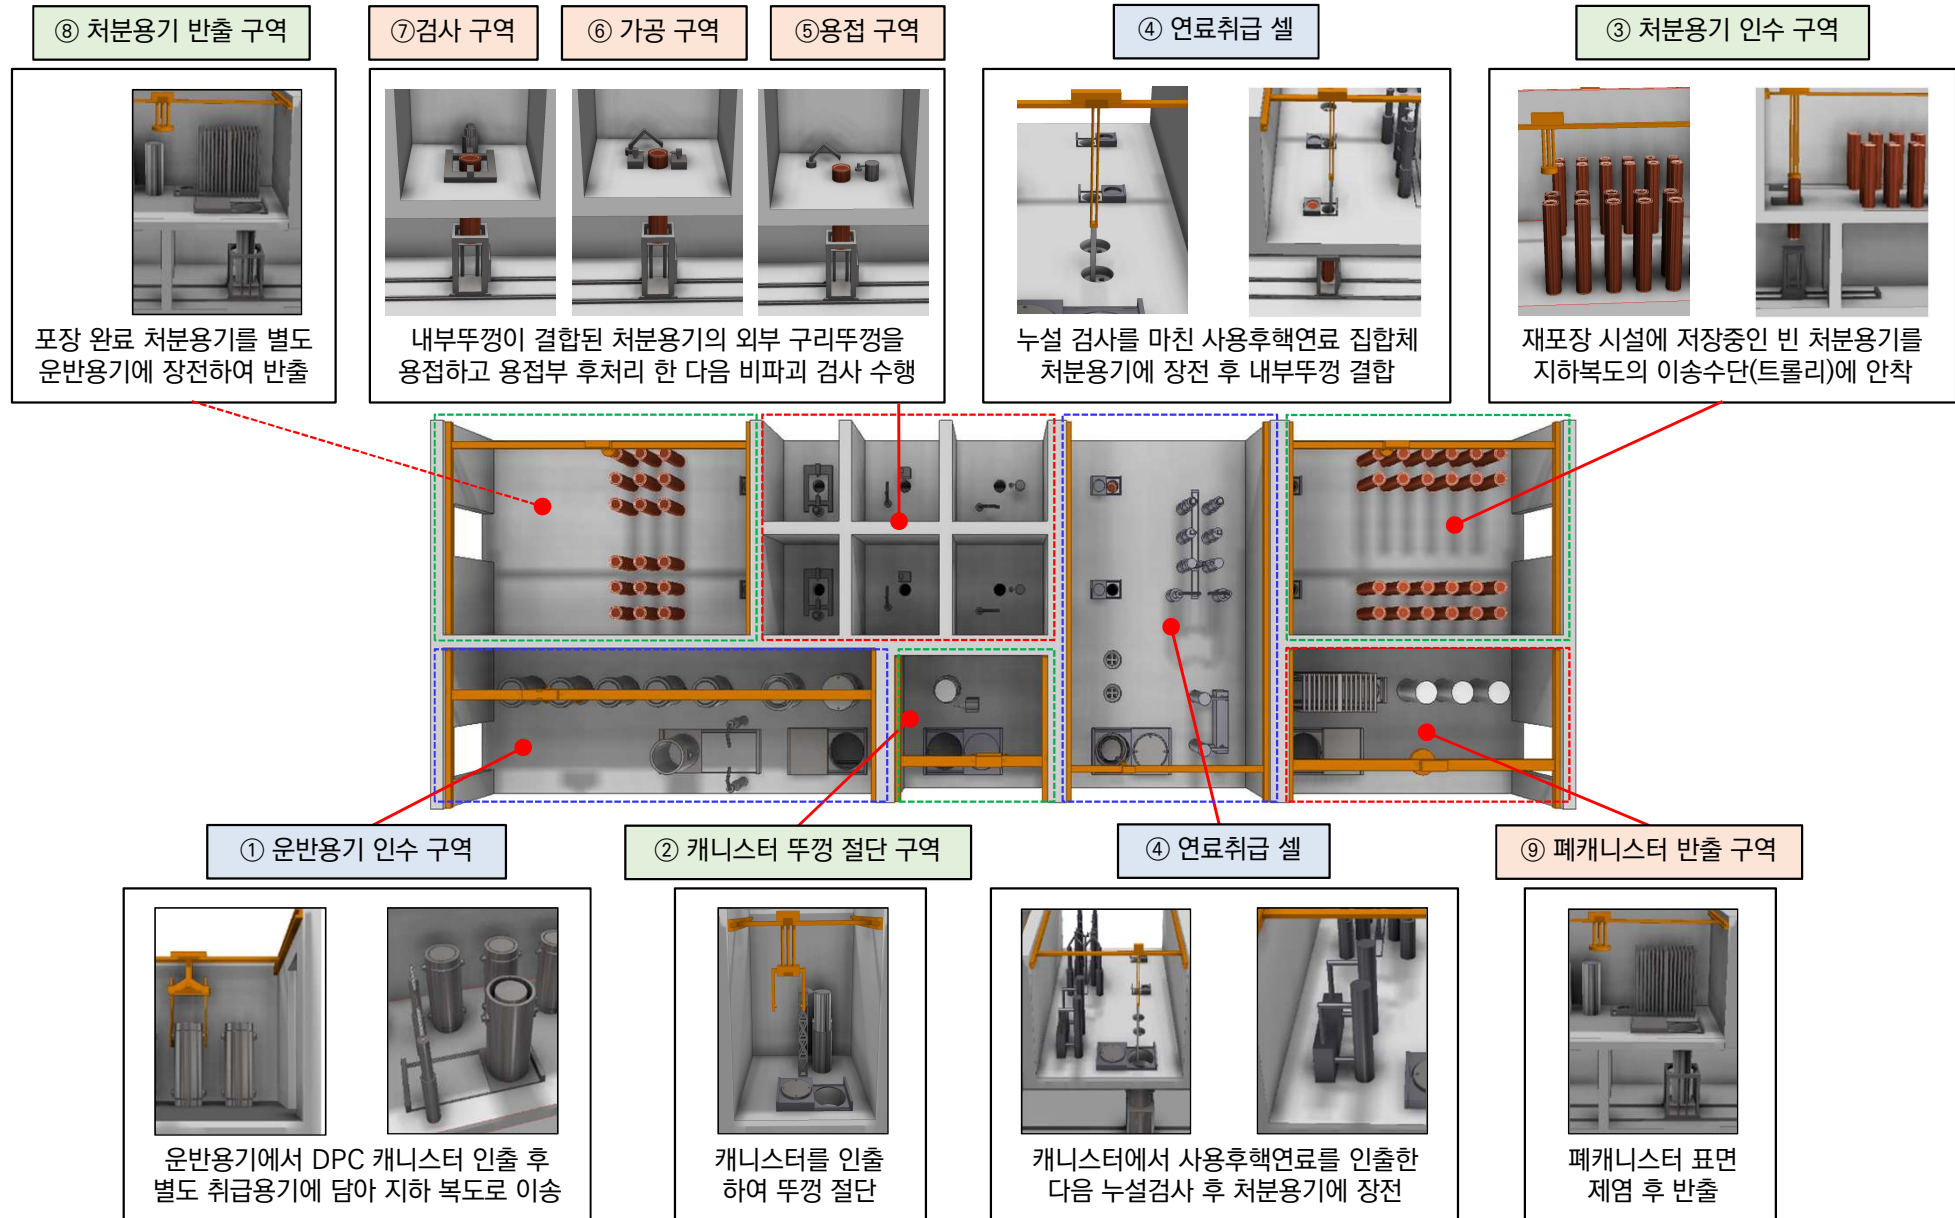 ⑧ 처분용기 반출 구역
⑦검사 구역
⑥ 가공 구역
⑤용접 구역
④ 연료취급 셀
③ 처분용기 인수 구역
포장 완료 처분용기를 별도
운반용기에 장전하여 반출
내부뚜껑이 결합된 처분용기의 외부 구리뚜껑을
용접하고 용접부 후처리 한 다음 비파괴 검사 수행
누설 검사를 마친 사용후핵연료 집합체
처분용기에 장전 후 내부뚜껑 결합
재포장 시설에 저장중인 빈 처분용기를
지하복도의 이송수단(트롤리)에 안착
① 운반용기 인수 구역
② 캐니스터 뚜껑 절단 구역
④ 연료취급 셀
⑨ 폐캐니스터 반출 구역
운반용기에서 DPC 캐니스터 인출 후
별도 취급용기에 담아 지하 복도로 이송
캐니스터를 인출
하여 뚜껑 절단
캐니스터에서 사용후핵연료를 인출한
다음 누설검사 후 처분용기에 장전
폐캐니스터 표면
제염 후 반출